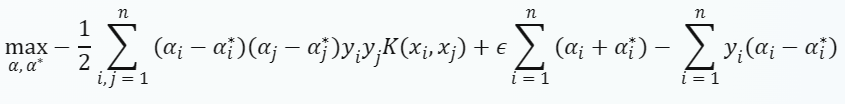 max_{α, α*} − 1/2 ∑_{i,j = 1}^{n} (α_i − α_i^*)(α_j − α_j^*)y_i y_j K(x_i, x_j) + ϵ ∑_{i = 1}^{n} (α_i + α_i^*) − ∑_{i = 1}^{n} y_i(α_i − α_i^*)